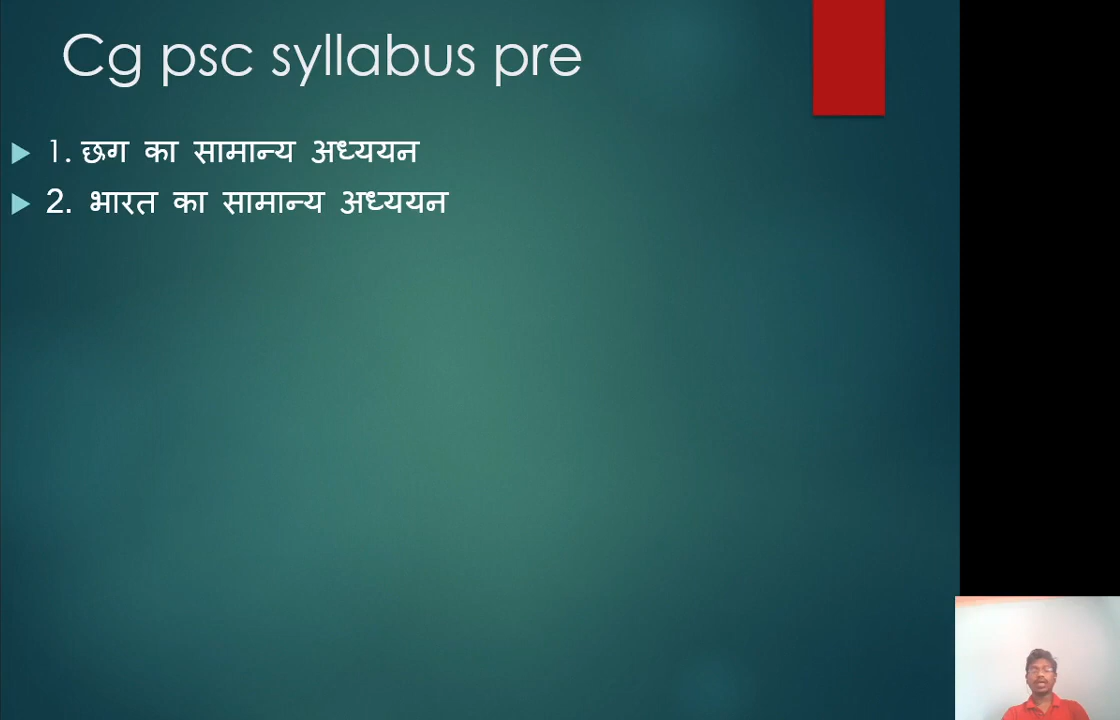 Cg psc syllabus pre
1. छग का सामान्य अध्ययन
2. भारत का सामान्य अध्ययन